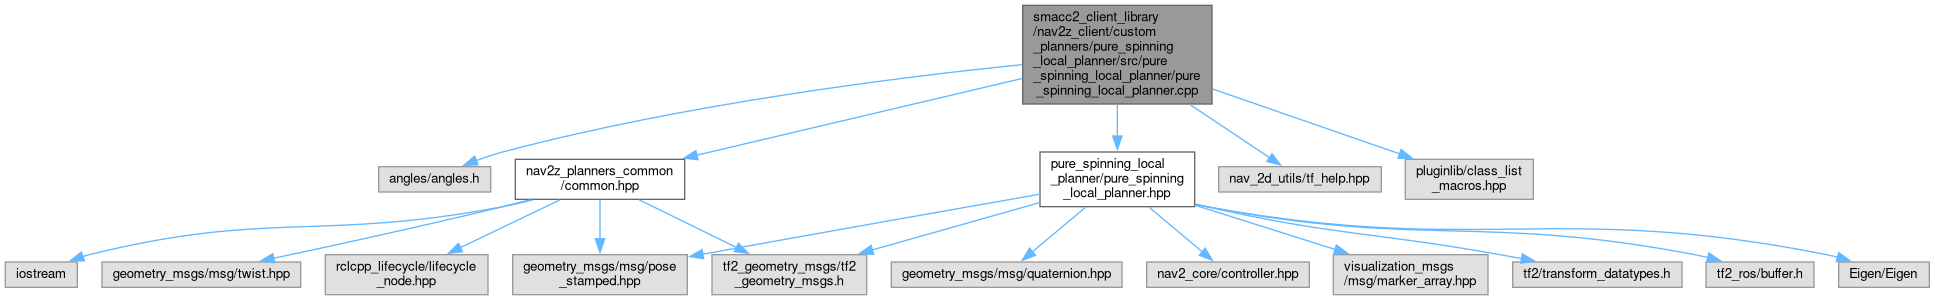 smacc2_client_library
/nav2z_client/custom
_planners/pure_spinning
_local_planner/src/pure
_spinning_local_planner/pure
_spinning_local_planner.cpp
angles/angles.h
nav2z_planners_common
/common.hpp
pure_spinning_local
_planner/pure_spinning
_local_planner.hpp
nav_2d_utils/tf_help.hpp
pluginlib/class_list
_macros.hpp
iostream
geometry_msgs/msg/twist.hpp
rclcpp_lifecycle/lifecycle
_node.hpp
geometry_msgs/msg/pose
_stamped.hpp
tf2_geometry_msgs/tf2
_geometry_msgs.h
geometry_msgs/msg/quaternion.hpp
nav2_core/controller.hpp
visualization_msgs
/msg/marker_array.hpp
tf2/transform_datatypes.h
tf2_ros/buffer.h
Eigen/Eigen